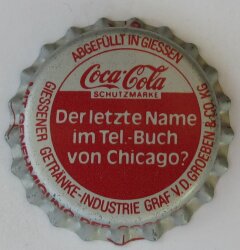 ABGEFÜLLT IN GIESSEN
Coca-Cola
SCHUTZMARKE
Der letzte Name
im Tel.-Buch
von Chicago?
GIESSENER GETRÄNKE-INDUSTRIE GRAF V.D. GROEBEN & CO. KG